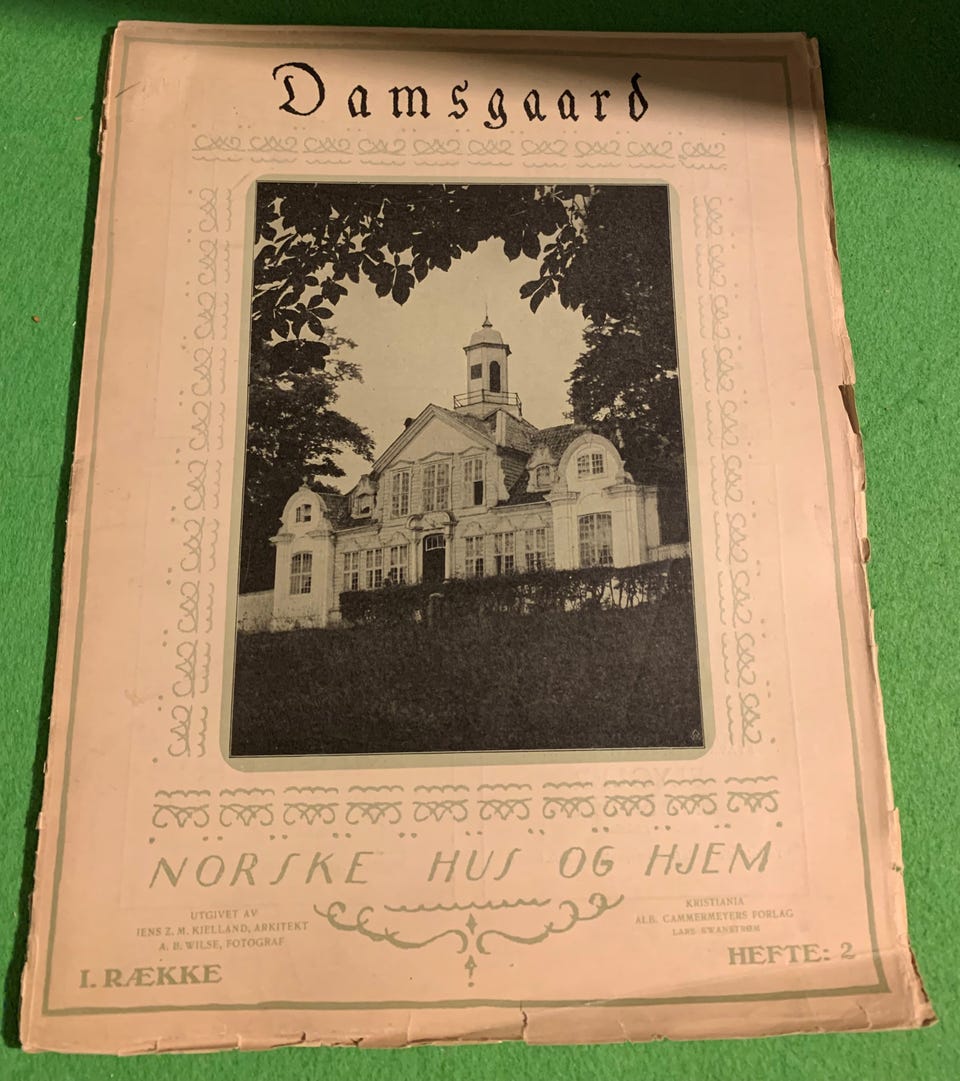 Damsgaard
NORSKE HUS OG HJEM
UTGIVET AV
JENS Z. M. KIELLAND, ARKITEKT
A. B. WILSE, FOTOGRAF
I. RÆKKE
KRISTIANIA
ALB. CAMMERMEYERS FORLAG
LARS SWANSTRØM
HEFTE: 2